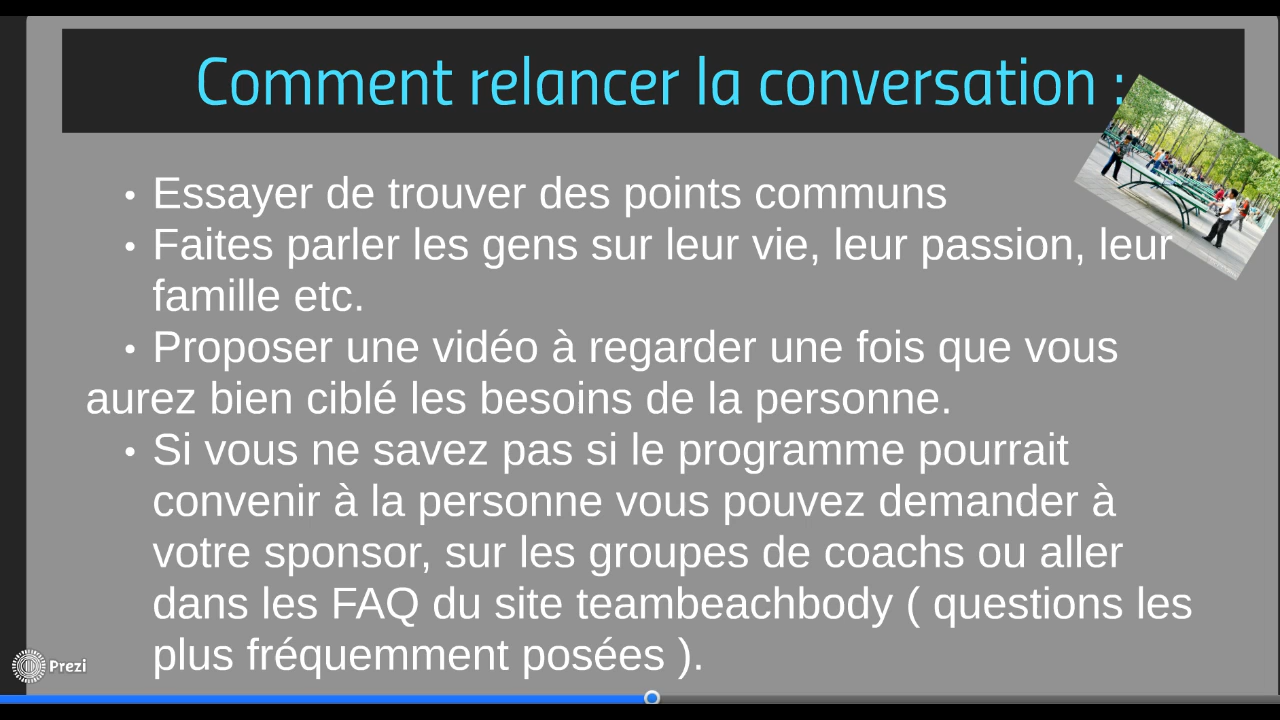 Comment relancer la conversation :
• Essayer de trouver des points communs
• Faites parler les gens sur leur vie, leur passion, leur
famille etc.
• Proposer une vidéo à regarder une fois que vous
aurez bien ciblé les besoins de la personne.
• Si vous ne savez pas si le programme pourrait
convenir à la personne vous pouvez demander à
votre sponsor, sur les groupes de coachs ou aller
dans les FAQ du site teambeachbody ( questions les
plus fréquemment posées ).
Prezi